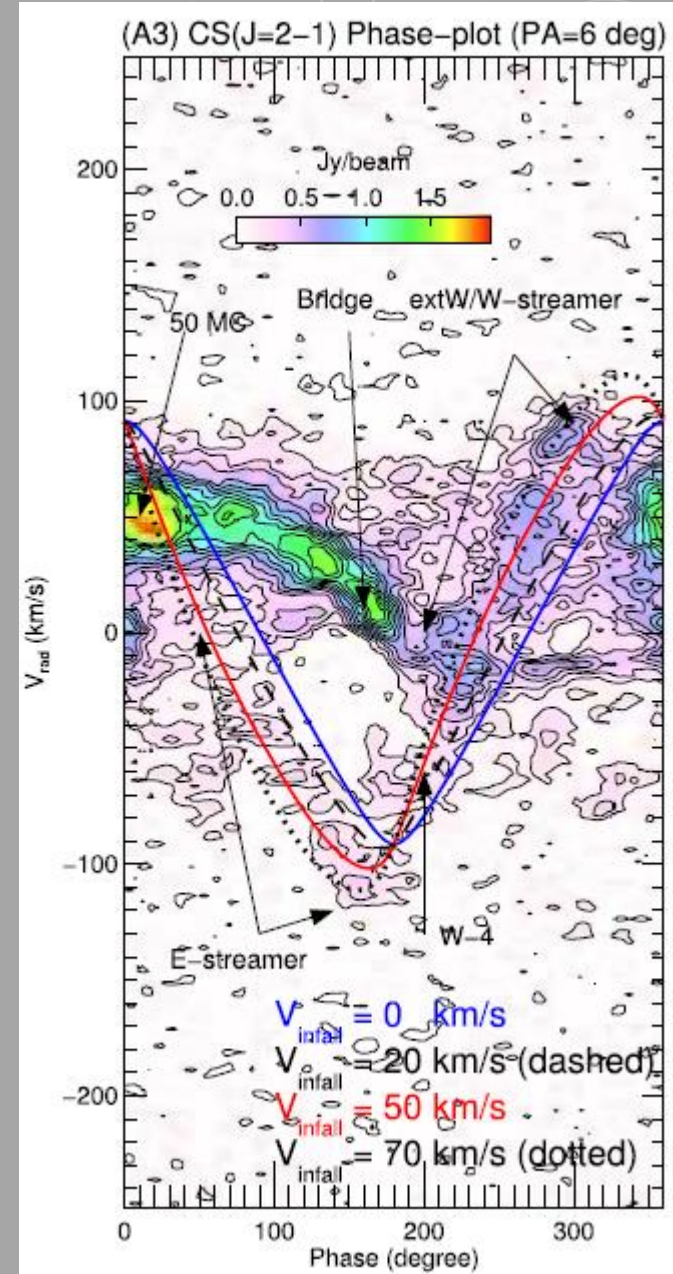 (A3) CS(J=2−1) Phase−plot (PA=6 deg)
Jy/beam
0.0 0.5 1.0 1.5
50 MC Bridge extW/W−streamer
200
100
0
−100
−200
V_rad (km/s)
W−4
E−streamer
V_infall = 0 km/s
V_infall = 20 km/s (dashed)
V_infall = 50 km/s
V_infall = 70 km/s (dotted)
0 100 200 300
Phase (degree)